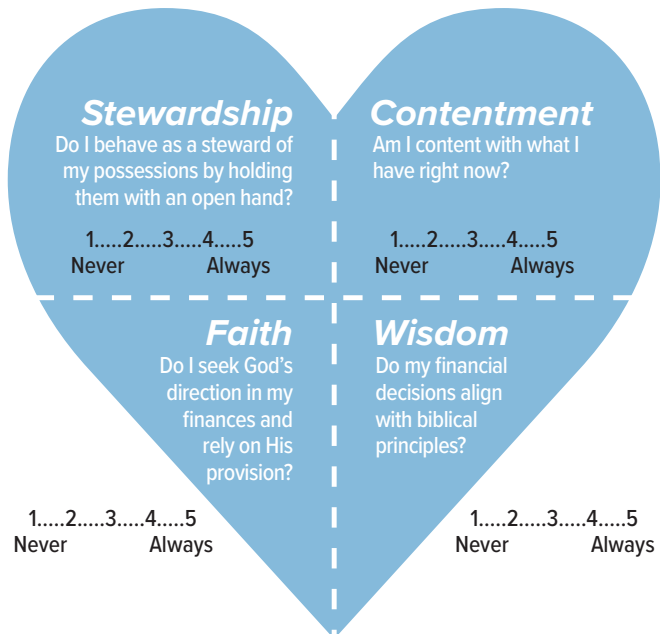 Stewardship
Do I behave as a steward of
my possessions by holding
them with an open hand?
1.....2.....3.....4.....5
Never Always
Contentment
Am I content with what I
have right now?
1.....2.....3.....4.....5
Never Always
Faith
Do I seek God’s
direction in my
finances and
rely on His
provision?
1.....2.....3.....4.....5
Never Always
Wisdom
Do my financial
decisions align
with biblical
principles?
1.....2.....3.....4.....5
Never Always